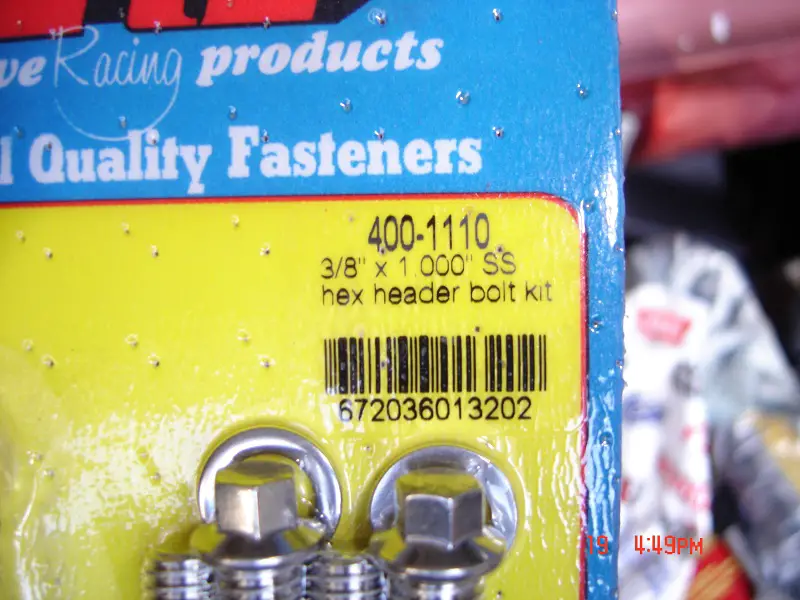 ve Racing products
l Quality Fasteners
400-1110
3/8" x 1.000" SS
hex header bolt kit
672036013202
19 4:49PM